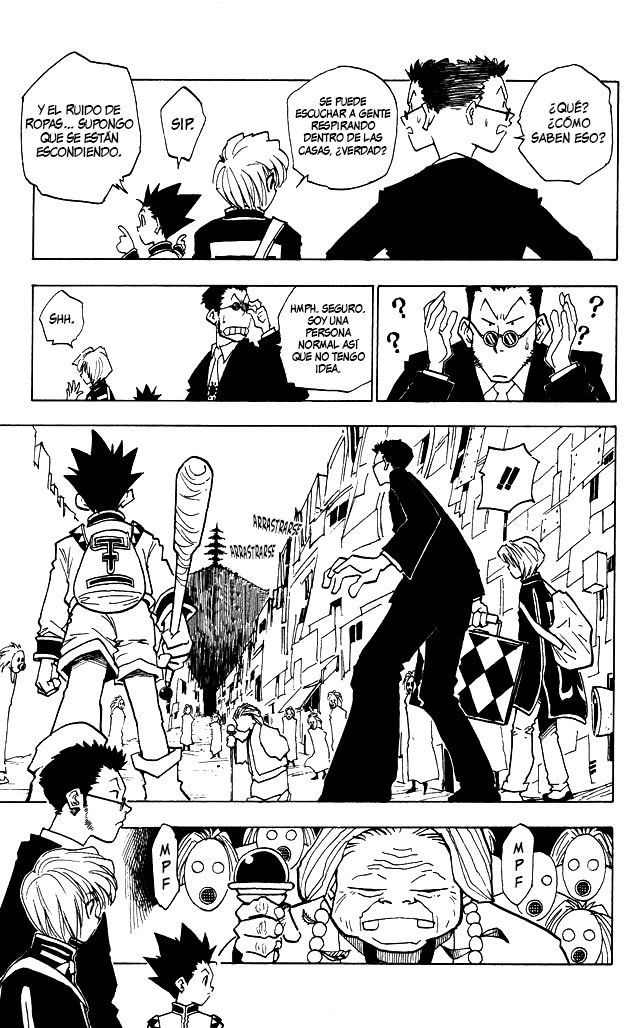 ¿QUÉ?
¿CÓMO
SABEN ESO?
SE PUEDE
ESCUCHAR A GENTE
RESPIRANDO
DENTRO DE LAS
CASAS, ¿VERDAD?
SIP.
Y EL RUIDO DE
ROPAS... SUPONGO
QUE SE ESTÁN
ESCONDIENDO.
?
?
?
?
HMPH. SEGURO.
SOY UNA
PERSONA
NORMAL ASÍ
QUE NO TENGO
IDEA.
SHH.
!!
ARRASTRARSE
ARRASTRARSE
MPF
MPF